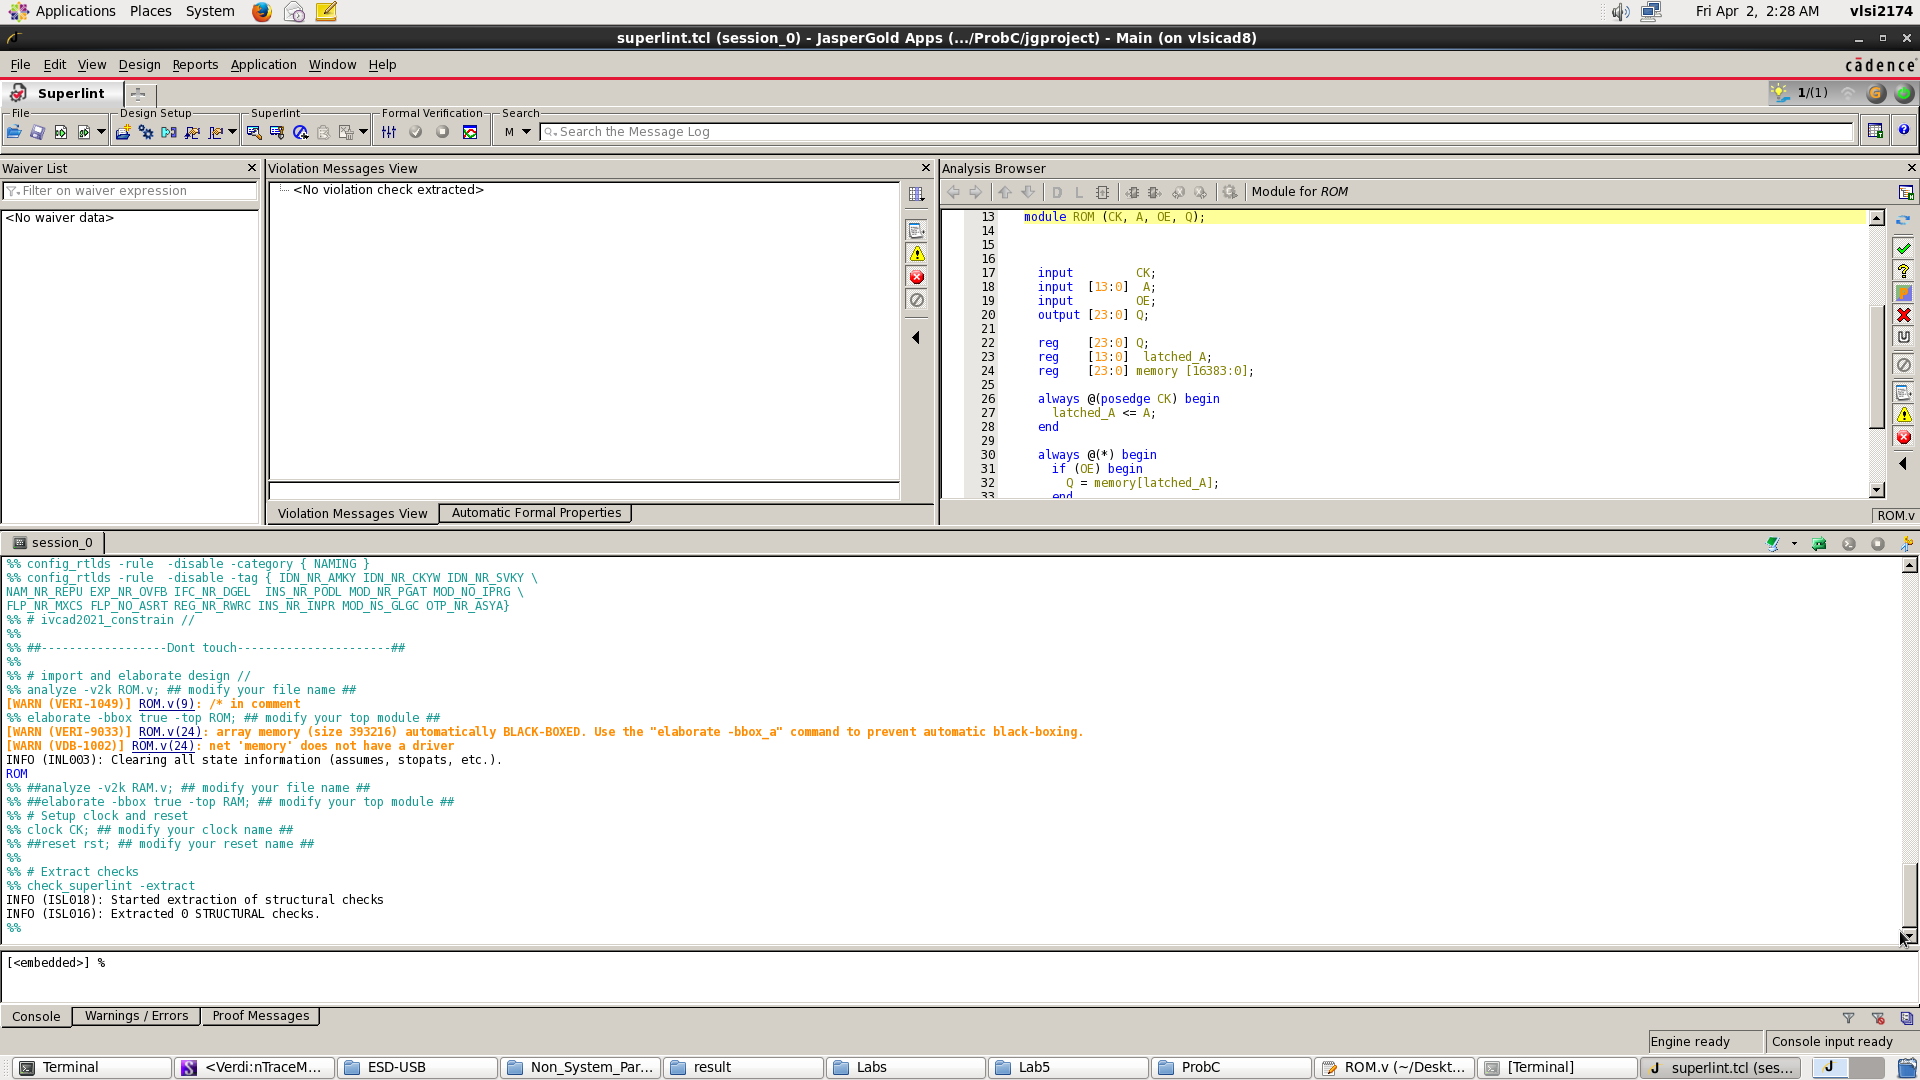 Applications Places System Fri Apr 2, 2:28 AM vlsi2174
superlint.tcl (session_0) - JasperGold Apps (.../ProbC/jgproject) - Main (on vlsicad8)
File Edit View Design Reports Application Window Help cādence
Superlint 1/(1)
File Design Setup Superlint Formal Verification Search
M Search the Message Log
Waiver List
Filter on waiver expression
<No waiver data>
Violation Messages View
<No violation check extracted>
Violation Messages View Automatic Formal Properties
Analysis Browser
Module for ROM
13 module ROM (CK, A, OE, Q);
14
15
16
17 input CK;
18 input [13:0] A;
19 input OE;
20 output [23:0] Q;
21
22 reg [23:0] Q;
23 reg [13:0] latched_A;
24 reg [23:0] memory [16383:0];
25
26 always @(posedge CK) begin
27 latched_A <= A;
28 end
29
30 always @(*) begin
31 if (OE) begin
32 Q = memory[latched_A];
33 end
ROM.v
session_0
%% config_rtlds -rule -disable -category { NAMING }
%% config_rtlds -rule -disable -tag { IDN_NR_AMKY IDN_NR_CKYW IDN_NR_SVKY \
NAM_NR_REPU EXP_NR_OVFB IFC_NR_DGEL INS_NR_PODL MOD_NR_PGAT MOD_NO_IPRG \
FLP_NR_MXCS FLP_NO_ASRT REG_NR_RWRC INS_NR_INPR MOD_NS_GLGC OTP_NR_ASYA}
%% # ivcad2021_constrain //
%%
%% ##------------------Dont touch----------------------##
%%
%% # import and elaborate design //
%% analyze -v2k ROM.v; ## modify your file name ##
[WARN (VERI-1049)] ROM.v(9): /* in comment
%% elaborate -bbox true -top ROM; ## modify your top module ##
[WARN (VERI-9033)] ROM.v(24): array memory (size 393216) automatically BLACK-BOXED. Use the "elaborate -bbox_a" command to prevent automatic black-boxing.
[WARN (VDB-1002)] ROM.v(24): net 'memory' does not have a driver
INFO (INL003): Clearing all state information (assumes, stopats, etc.).
ROM
%% ##analyze -v2k RAM.v; ## modify your file name ##
%% ##elaborate -bbox true -top RAM; ## modify your top module ##
%% # Setup clock and reset
%% clock CK; ## modify your clock name ##
%% ##reset rst; ## modify your reset name ##
%%
%% # Extract checks
%% check_superlint -extract
INFO (ISL018): Started extraction of structural checks
INFO (ISL016): Extracted 0 STRUCTURAL checks.
%%
[<embedded>] %
Console Warnings / Errors Proof Messages
Engine ready Console input ready
Terminal <Verdi:nTraceM... ESD-USB Non_System_Par... result Labs Lab5 ProbC ROM.v (~/Deskt... [Terminal] superlint.tcl (ses...